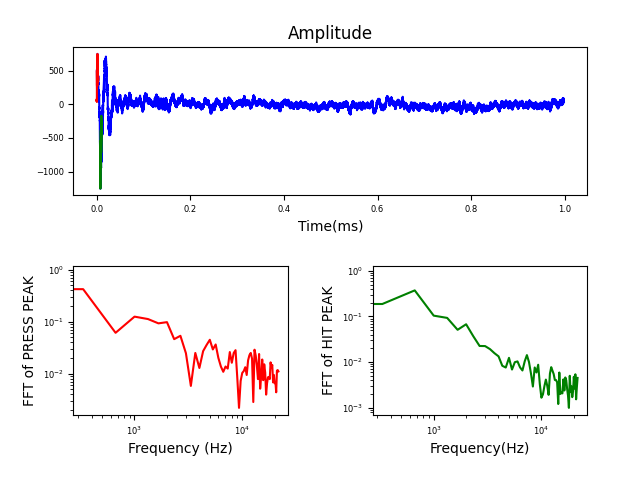 Amplitude
500
0
−500
−1000
0.0 0.2 0.4 0.6 0.8 1.0
Time(ms)
FFT of PRESS PEAK
10⁰
10⁻¹
10⁻²
10³ 10⁴
Frequency (Hz)
FFT of HIT PEAK
10⁰
10⁻¹
10⁻²
10⁻³
10³ 10⁴
Frequency(Hz)